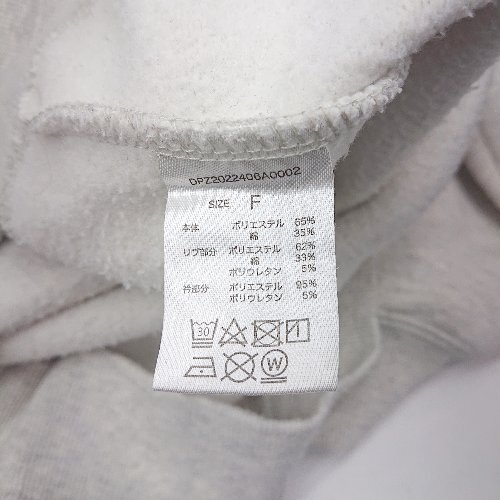 DPZ2022406A0002
SIZE F
本体 ポリエステル 65%
綿 35%
リブ部分 ポリエステル 62%
綿 33%
ポリウレタン 5%
衿部分 ポリエステル 95%
ポリウレタン 5%
30
W